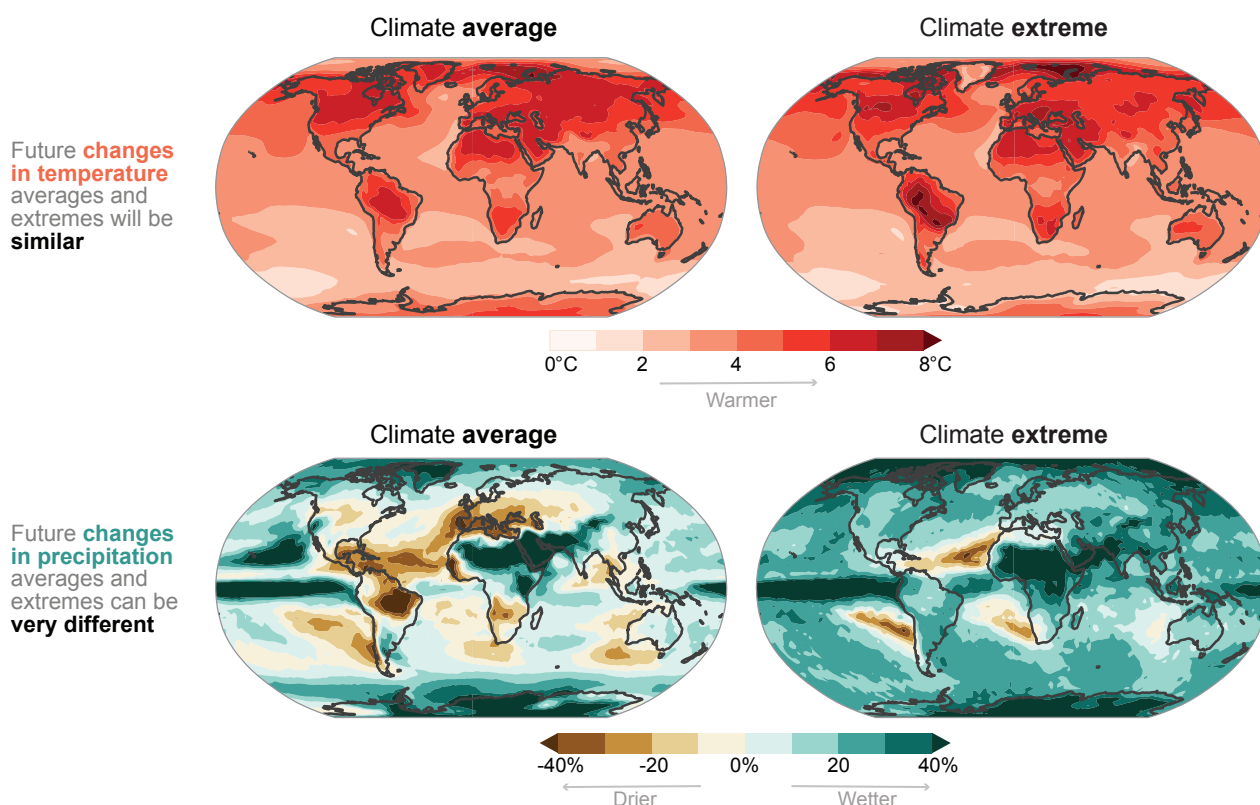 Climate average
Climate extreme
Future changes
in temperature
averages and
extremes will be
similar
0°C 2 4 6 8°C
Warmer
Climate average
Climate extreme
Future changes
in precipitation
averages and
extremes can be
very different
-40% -20 0% 20 40%
Drier
Wetter